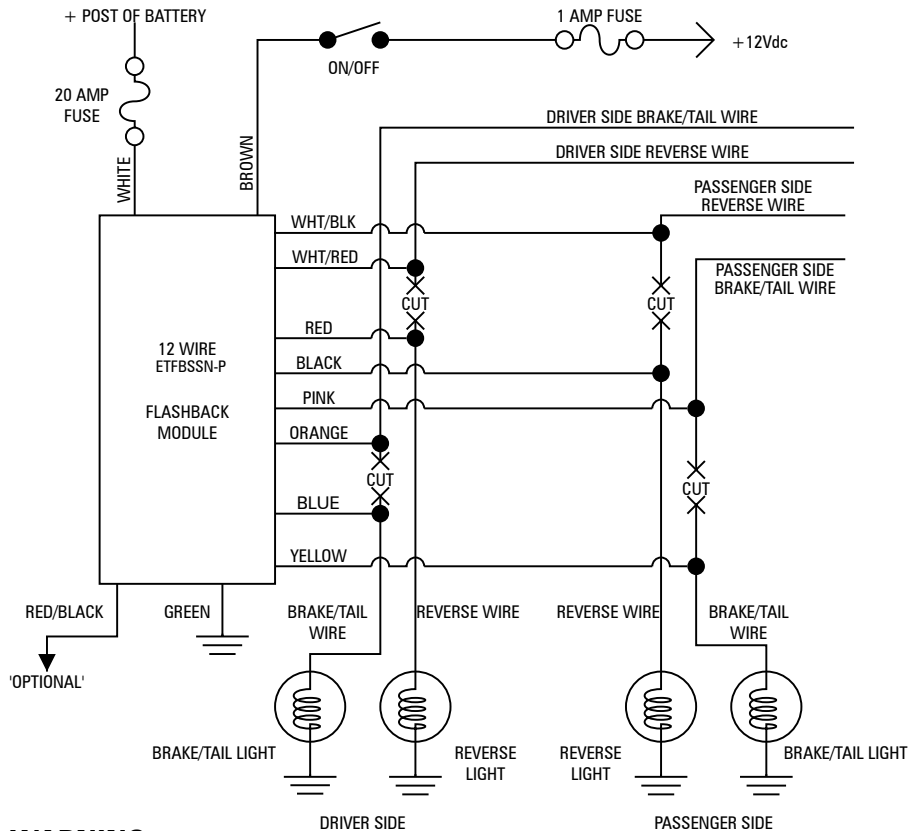 + POST OF BATTERY
1 AMP FUSE
+12Vdc
ON/OFF
20 AMP
FUSE
WHITE
BROWN
DRIVER SIDE BRAKE/TAIL WIRE
DRIVER SIDE REVERSE WIRE
PASSENGER SIDE
REVERSE WIRE
PASSENGER SIDE
BRAKE/TAIL WIRE
WHT/BLK
WHT/RED
CUT
CUT
RED
12 WIRE
ETFBSSN-P
FLASHBACK
MODULE
BLACK
PINK
ORANGE
CUT
CUT
BLUE
YELLOW
RED/BLACK
GREEN
BRAKE/TAIL
WIRE
REVERSE WIRE
REVERSE WIRE
BRAKE/TAIL
WIRE
'OPTIONAL'
BRAKE/TAIL LIGHT
REVERSE
LIGHT
REVERSE
LIGHT
BRAKE/TAIL LIGHT
DRIVER SIDE
PASSENGER SIDE